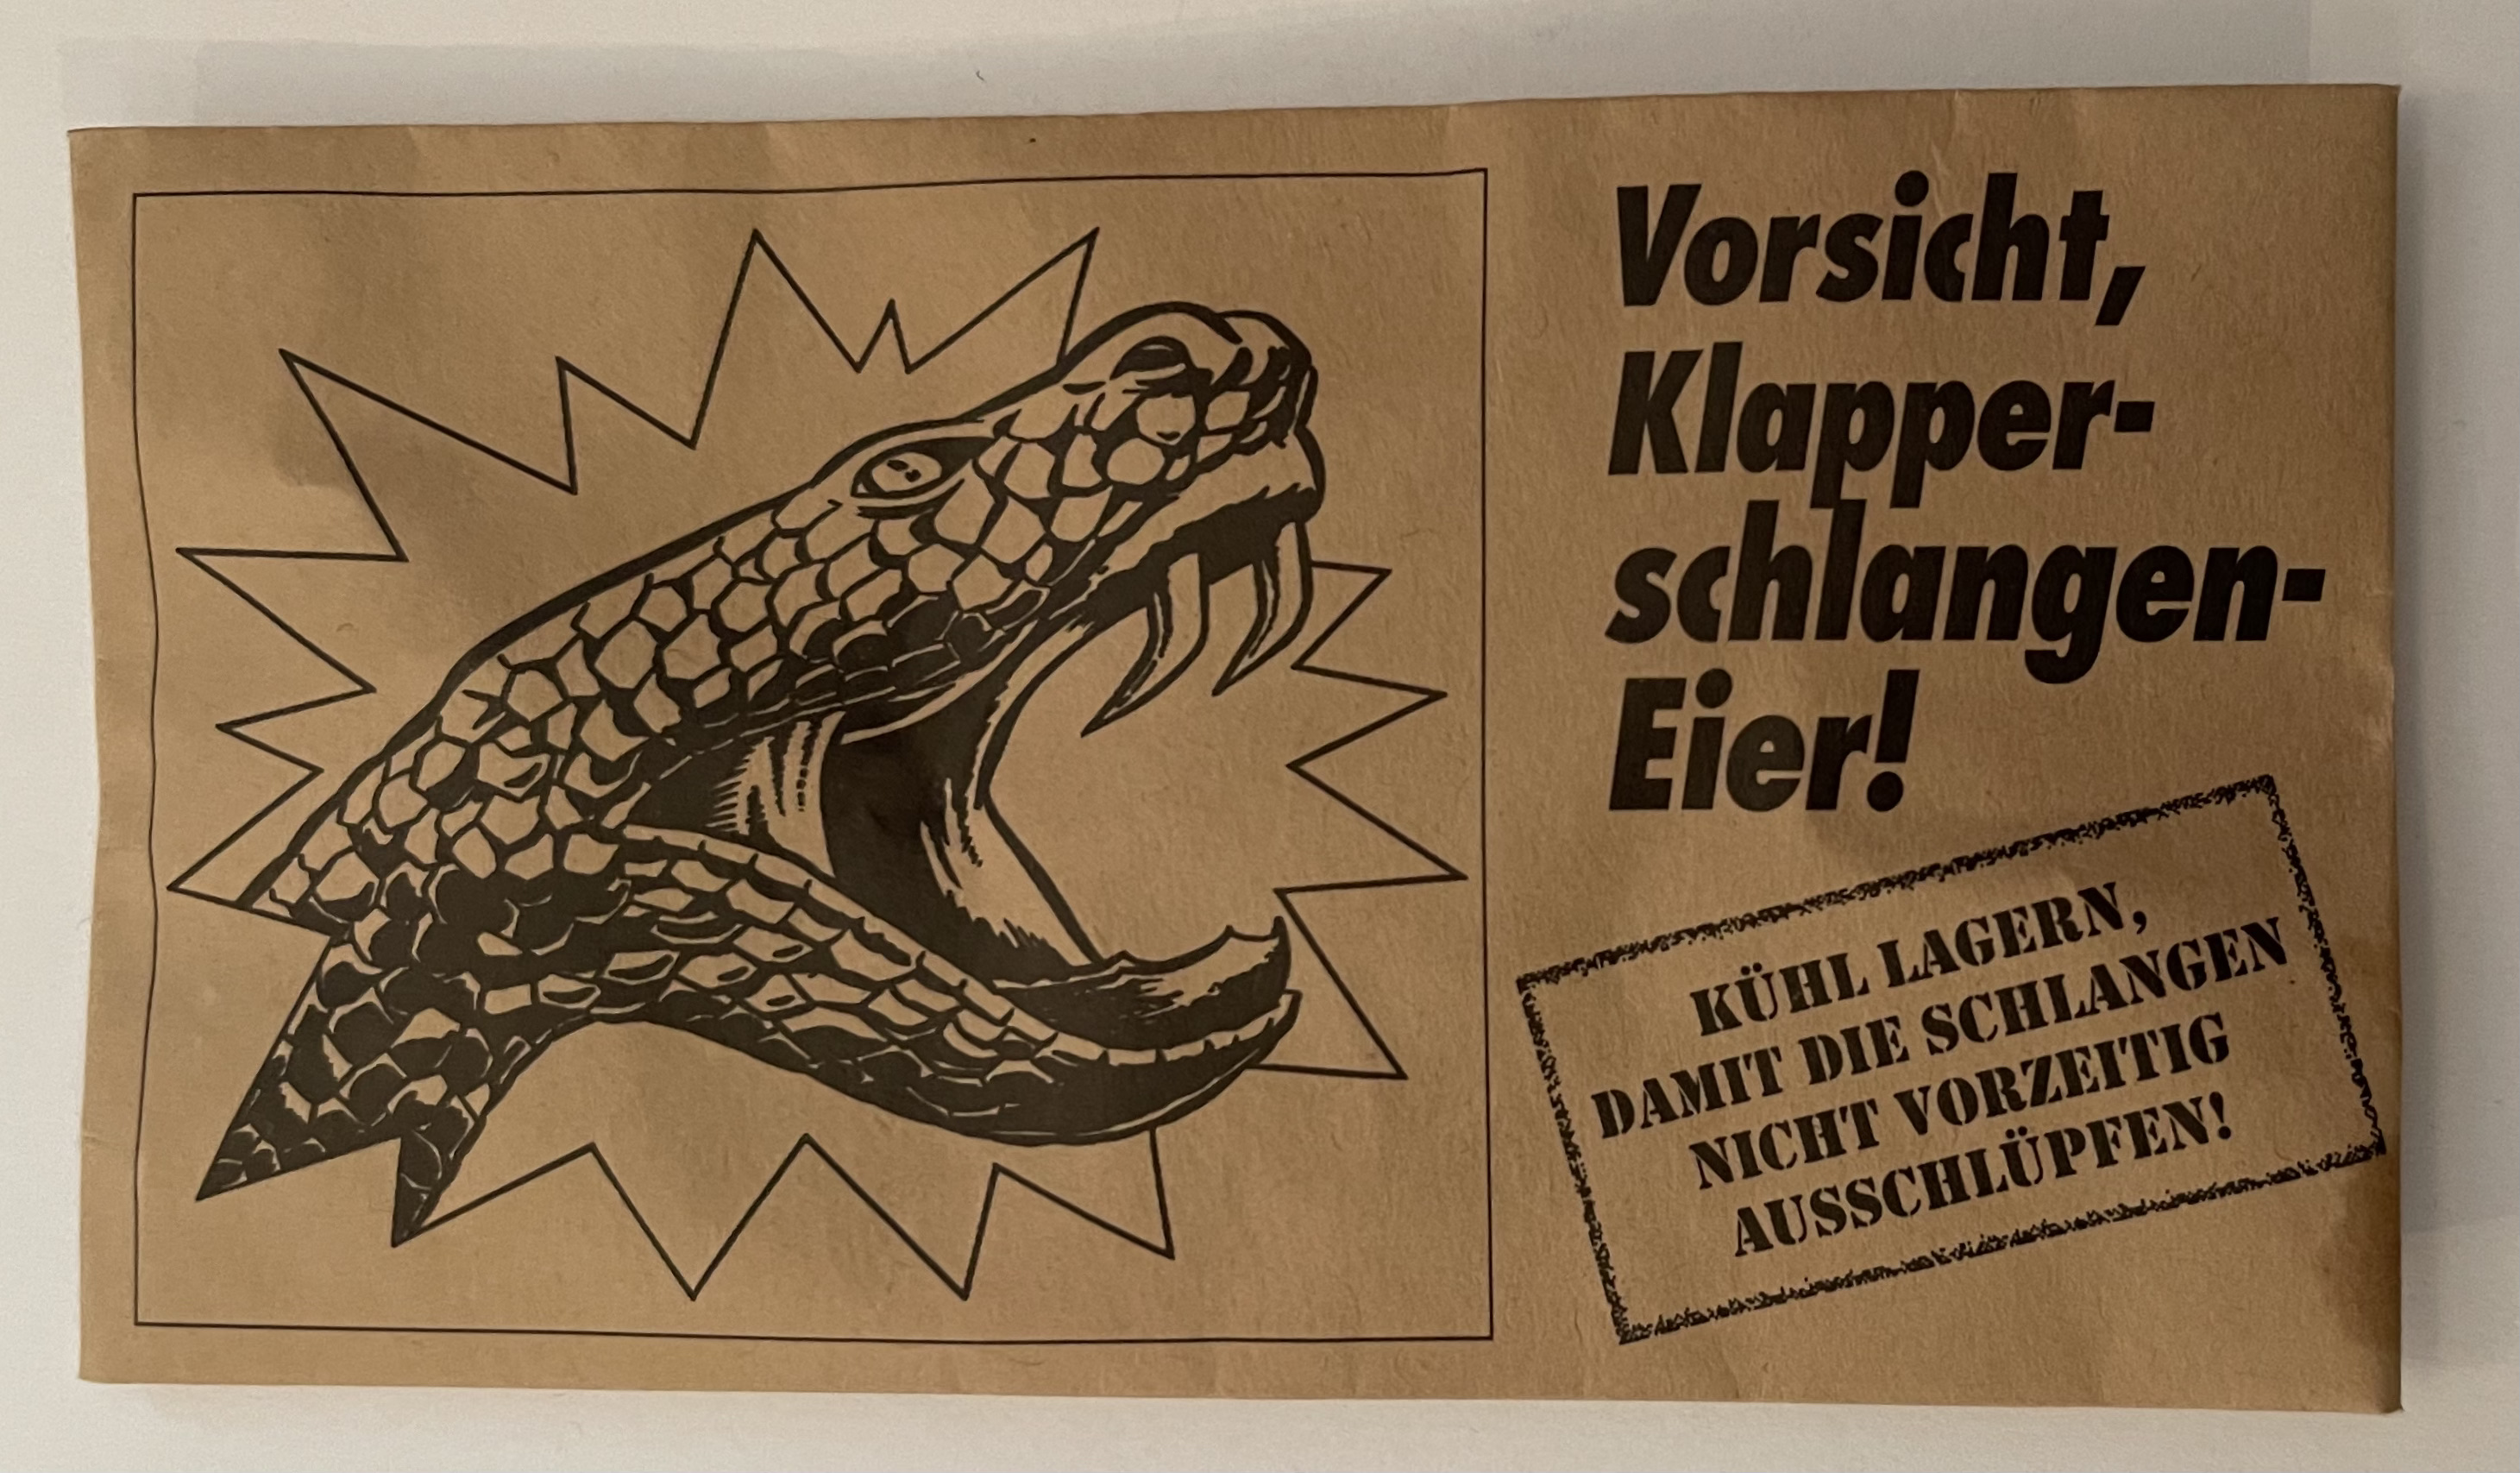 Vorsicht,
Klapper-
schlangen-
Eier!
KÜHL LAGERN,
DAMIT DIE SCHLANGEN
NICHT VORZEITIG
AUSSCHLÜPFEN!